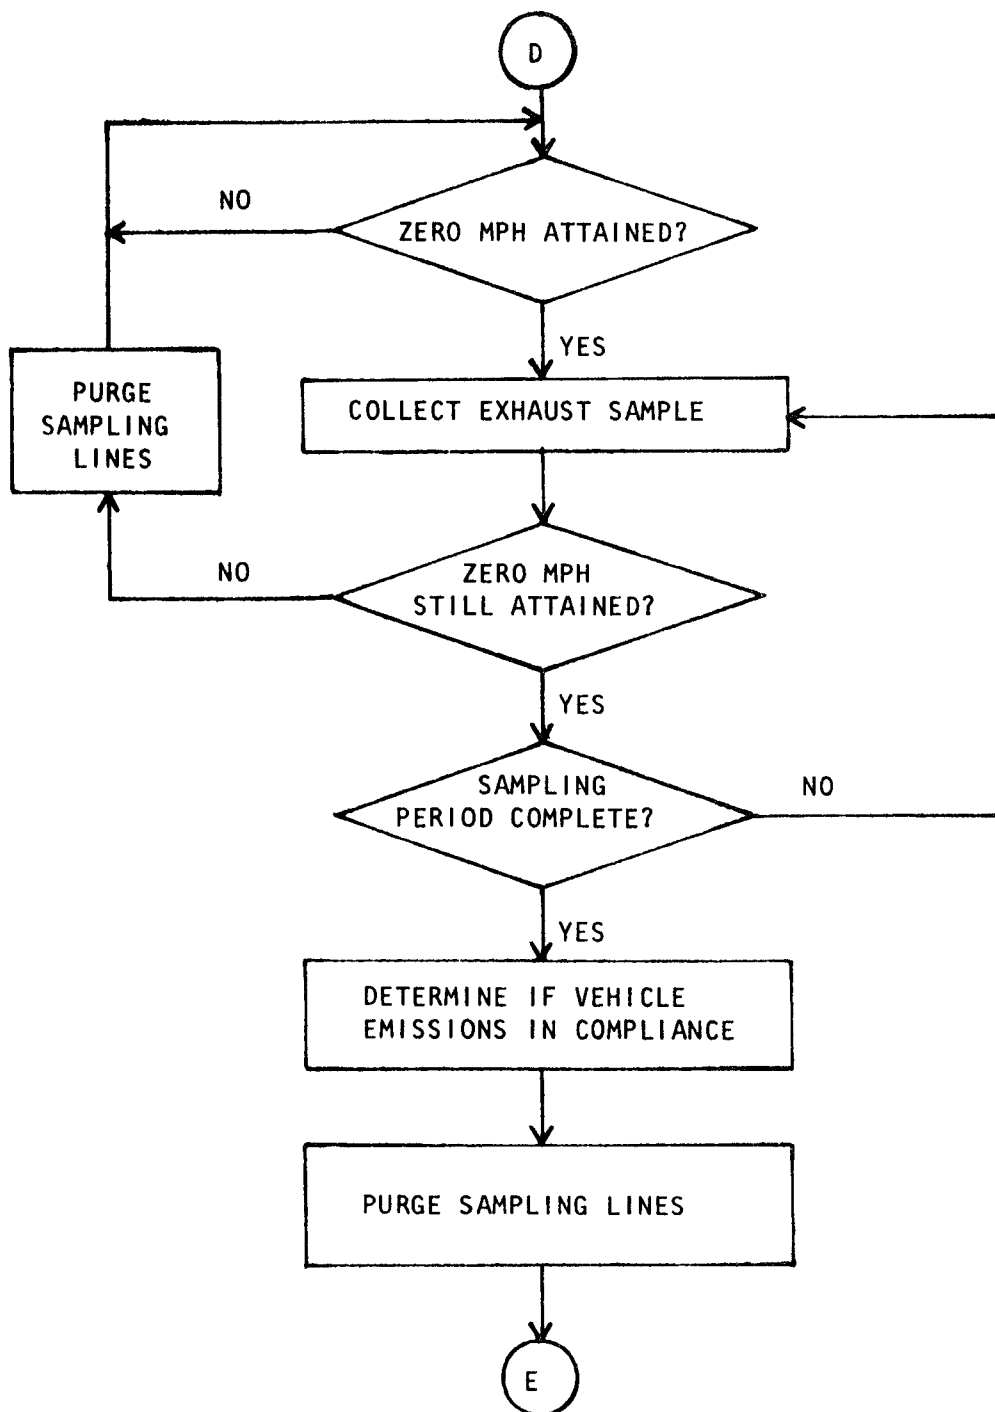 D
NO
ZERO MPH ATTAINED?
YES
PURGE
SAMPLING
LINES
COLLECT EXHAUST SAMPLE
NO
ZERO MPH
STILL ATTAINED?
YES
SAMPLING
PERIOD COMPLETE?
NO
YES
DETERMINE IF VEHICLE
EMISSIONS IN COMPLIANCE
PURGE SAMPLING LINES
E